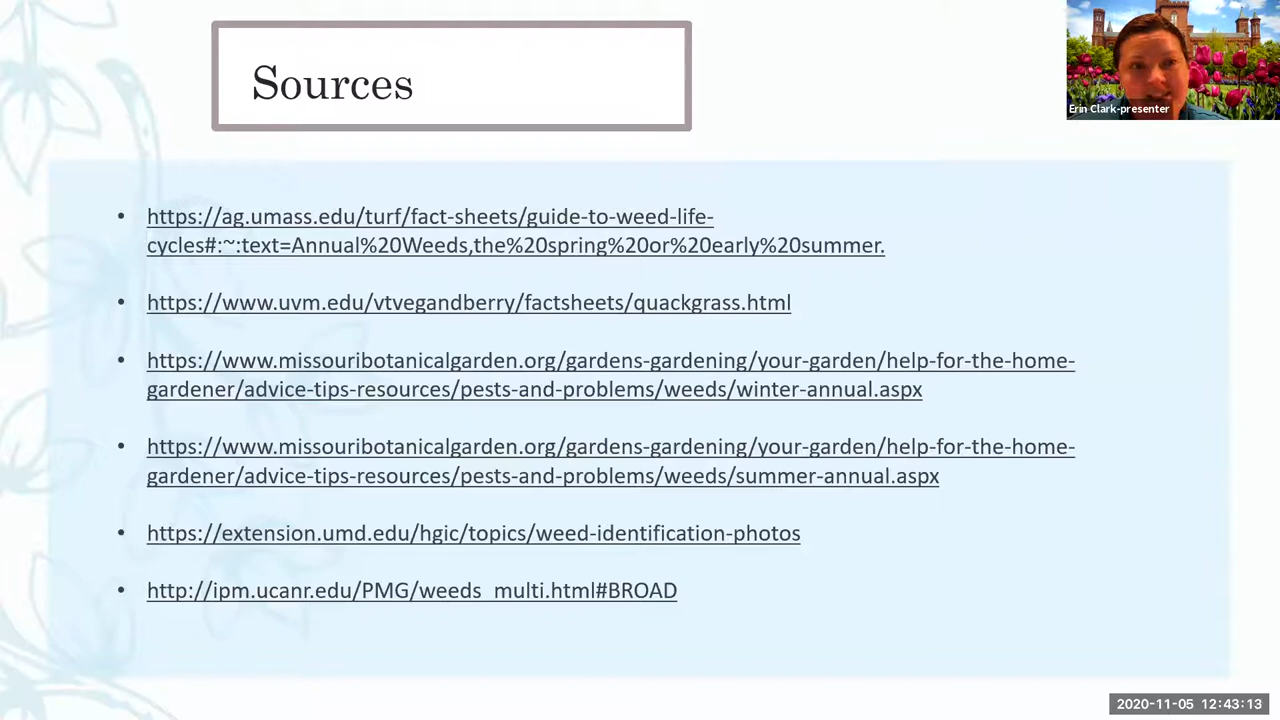 Sources
Erin Clark-presenter
• https://ag.umass.edu/turf/fact-sheets/guide-to-weed-life-
cycles#:~:text=Annual%20Weeds,the%20spring%20or%20early%20summer.
• https://www.uvm.edu/vtvegandberry/factsheets/quackgrass.html
• https://www.missouribotanicalgarden.org/gardens-gardening/your-garden/help-for-the-home-
gardener/advice-tips-resources/pests-and-problems/weeds/winter-annual.aspx
• https://www.missouribotanicalgarden.org/gardens-gardening/your-garden/help-for-the-home-
gardener/advice-tips-resources/pests-and-problems/weeds/summer-annual.aspx
• https://extension.umd.edu/hgic/topics/weed-identification-photos
• http://ipm.ucanr.edu/PMG/weeds_multi.html#BROAD
2020-11-05 12:43:13